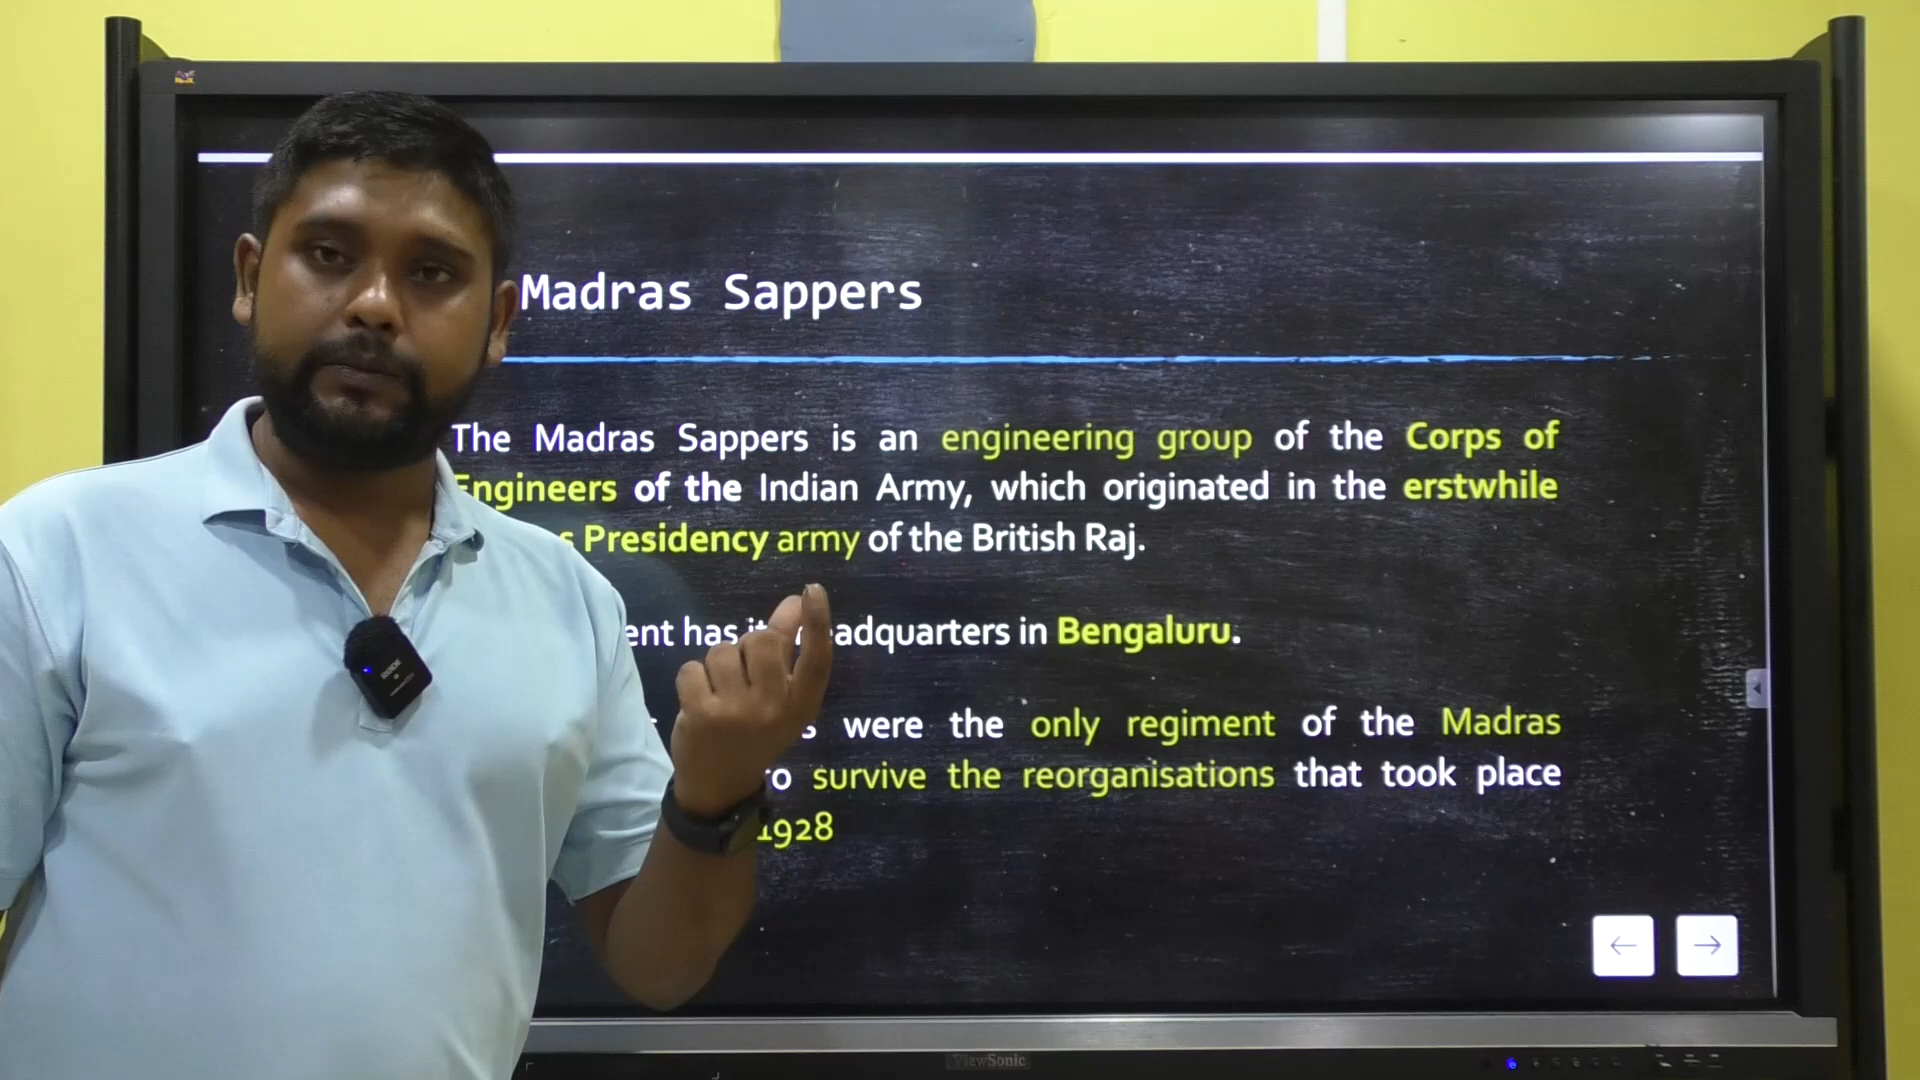 Madras Sappers
The Madras Sappers is an engineering group of the Corps of
Engineers of the Indian Army, which originated in the erstwhile
Presidency army of the British Raj.
has its headquarters in Bengaluru.
were the only regiment of the Madras
survive the reorganisations that took place
1928
ViewSonic